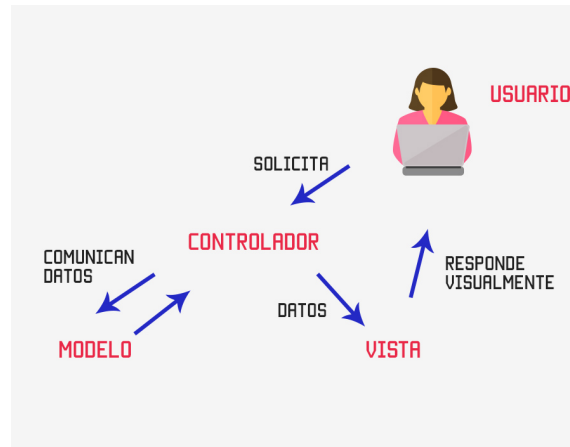 USUARIO
SOLICITA
CONTROLADOR
COMUNICAN
DATOS
RESPONDE
VISUALMENTE
DATOS
MODELO
VISTA